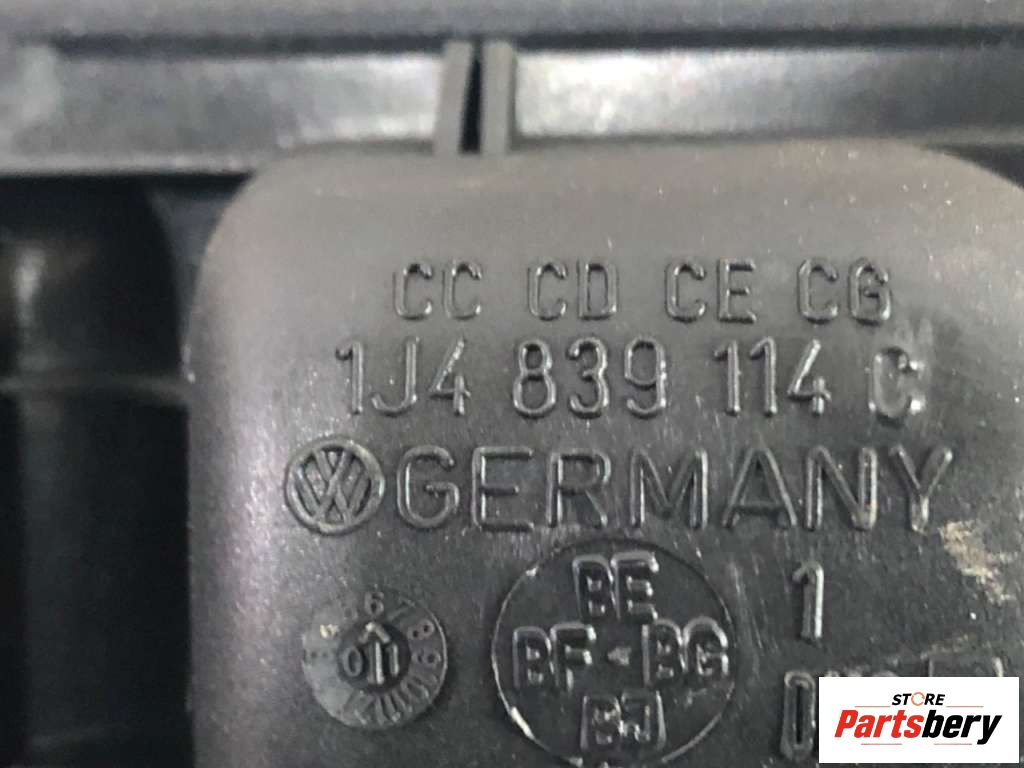 CC CD CE CG
1J4 839 114 C
GERMANY
BE
BF BG
BJ
1
STORE
Partsbery